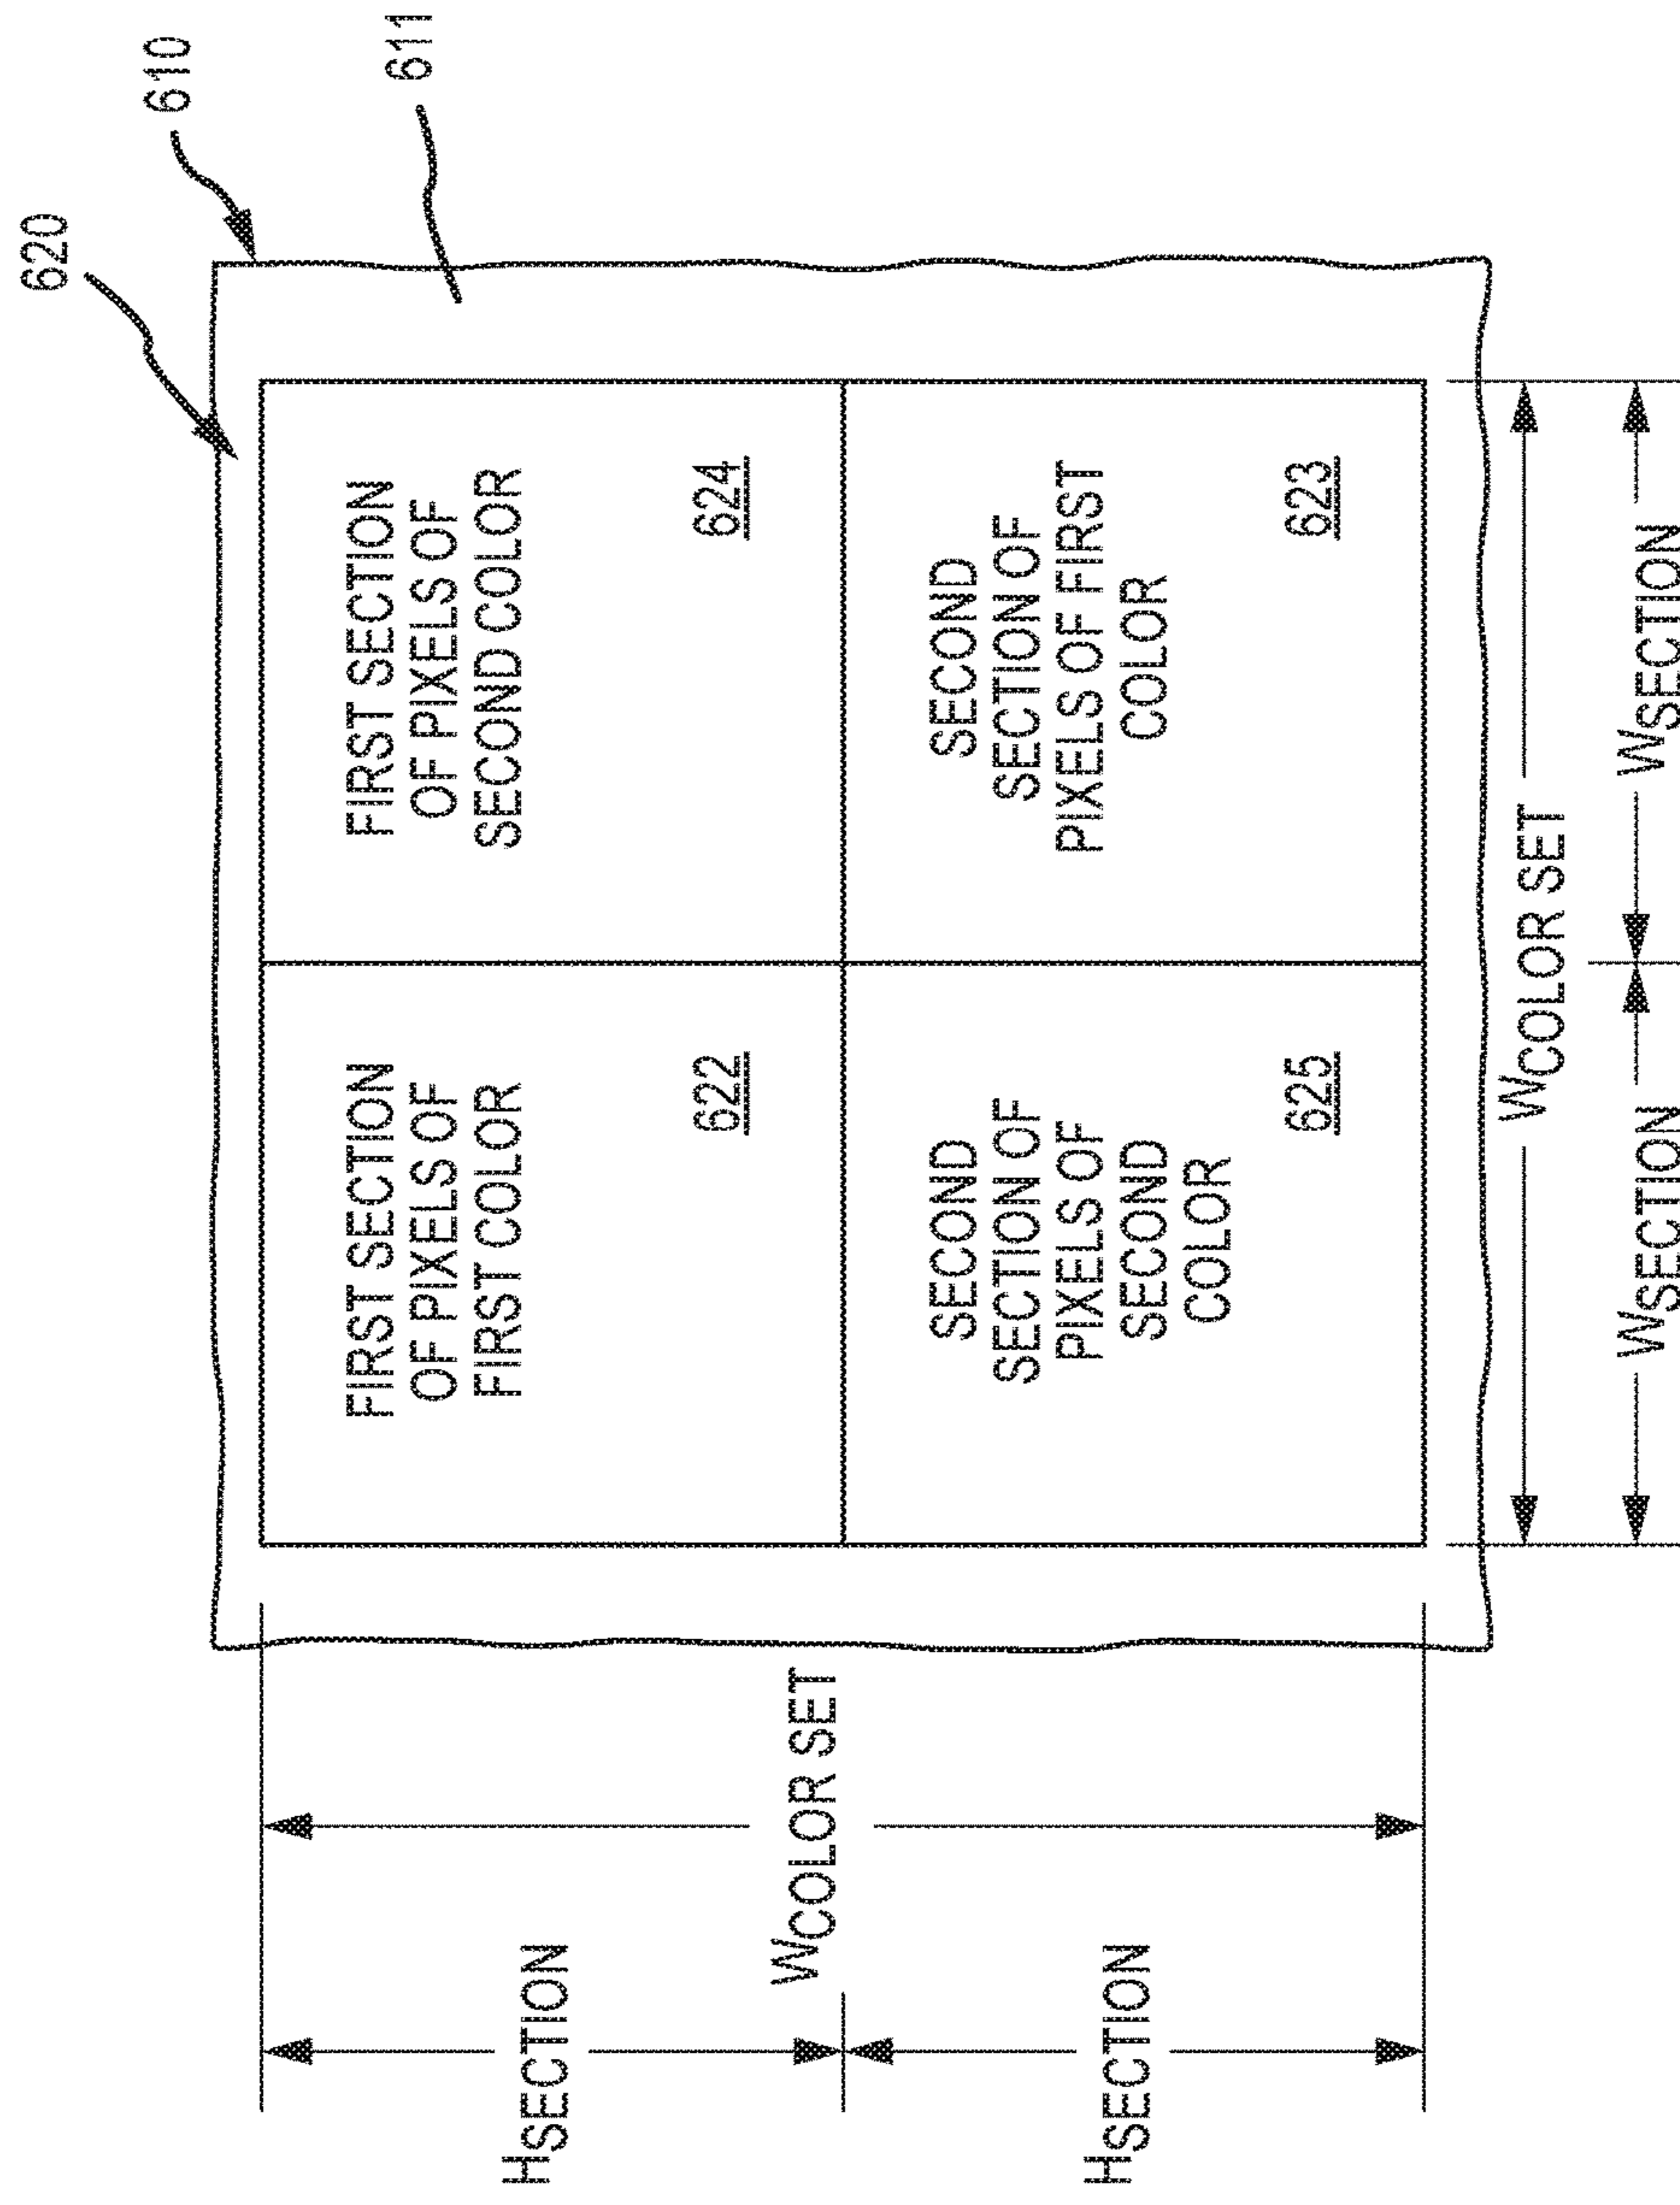 620
610
611
FIRST SECTION
OF PIXELS OF
FIRST COLOR
622
FIRST SECTION
OF PIXELS OF
SECOND COLOR
624
HSECTION
WCOLOR SET
HSECTION
SECOND
SECTION OF
PIXELS OF
SECOND
COLOR
625
SECOND
SECTION OF
PIXELS OF FIRST
COLOR
623
WCOLOR SET
WSECTION
WSECTION